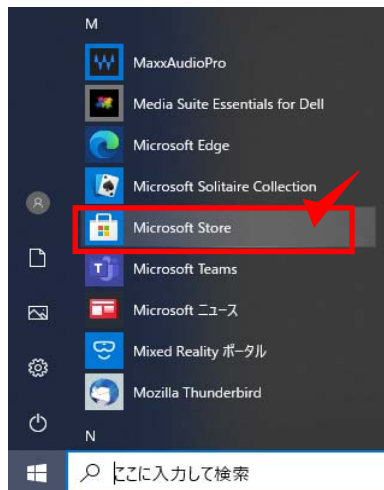 M
MaxxAudioPro
Media Suite Essentials for Dell
Microsoft Edge
Microsoft Solitaire Collection
Microsoft Store
Microsoft Teams
Microsoft ニュース
Mixed Reality ポータル
Mozilla Thunderbird
N
ここに入力して検索